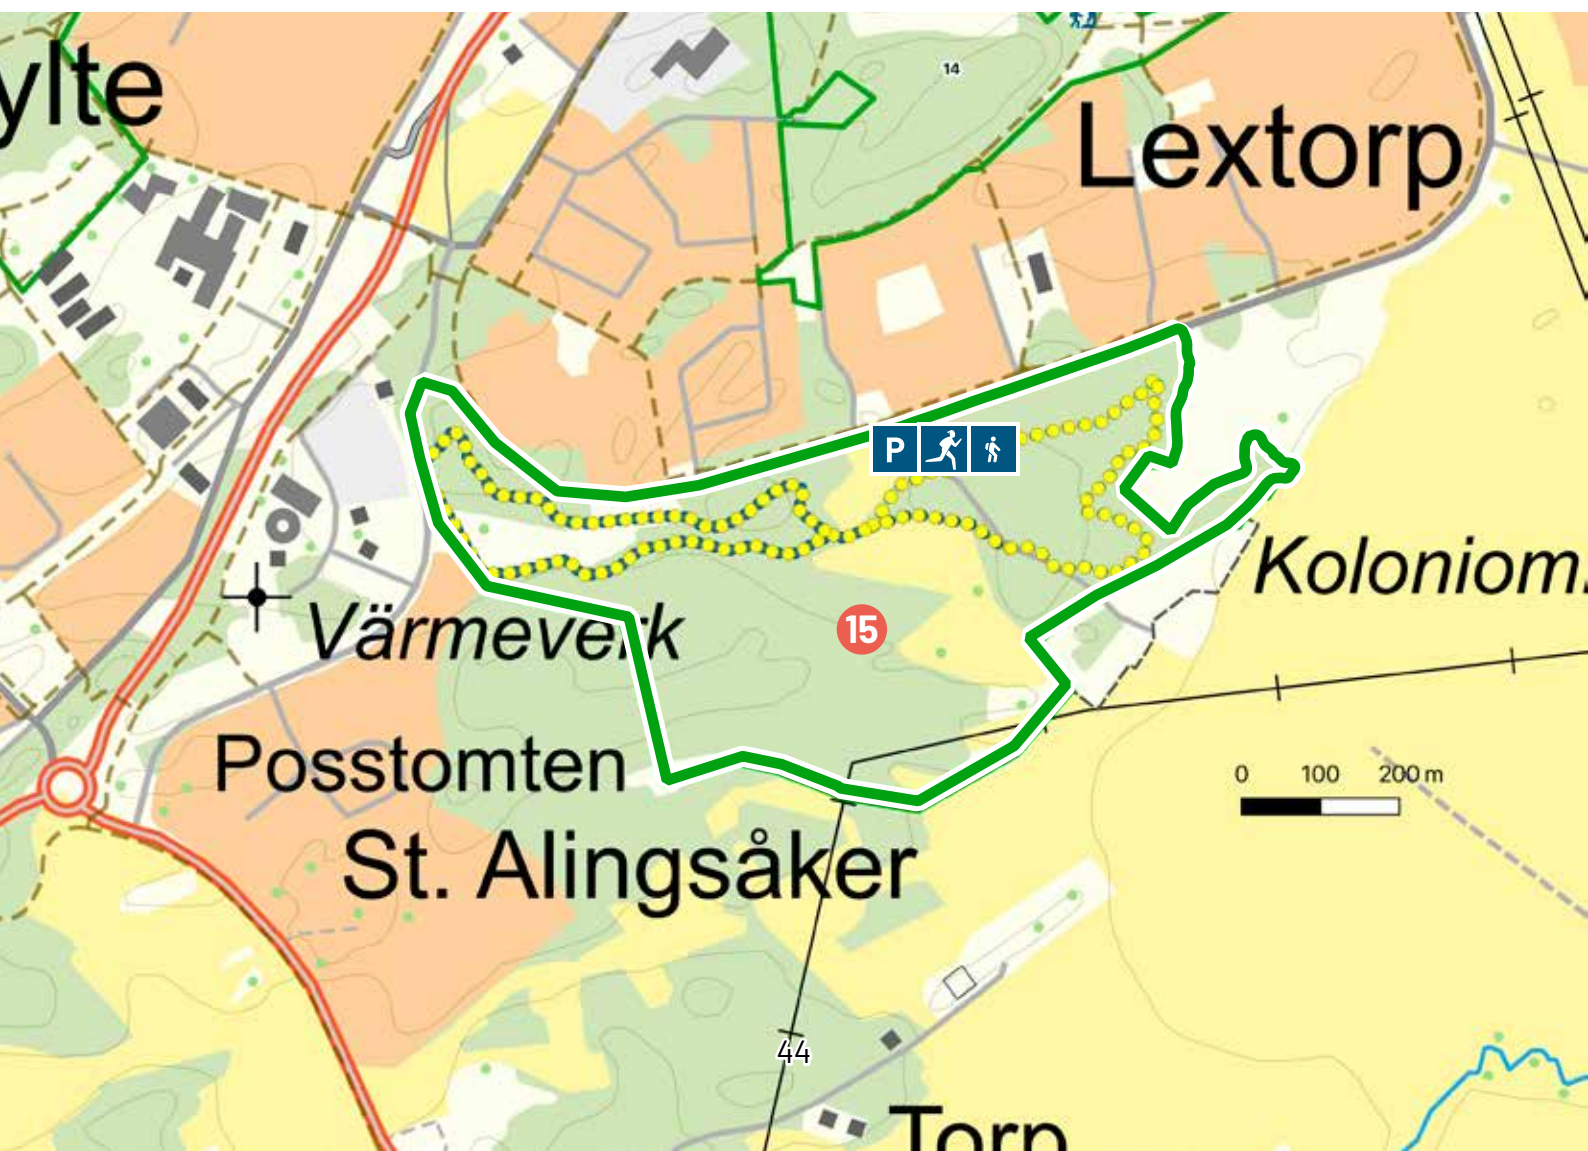 ylte
14
Lextorp
P
Koloniom.
15
Värmeverk
Posstomten
0 100 200 m
St. Alingsåker
44
Torp